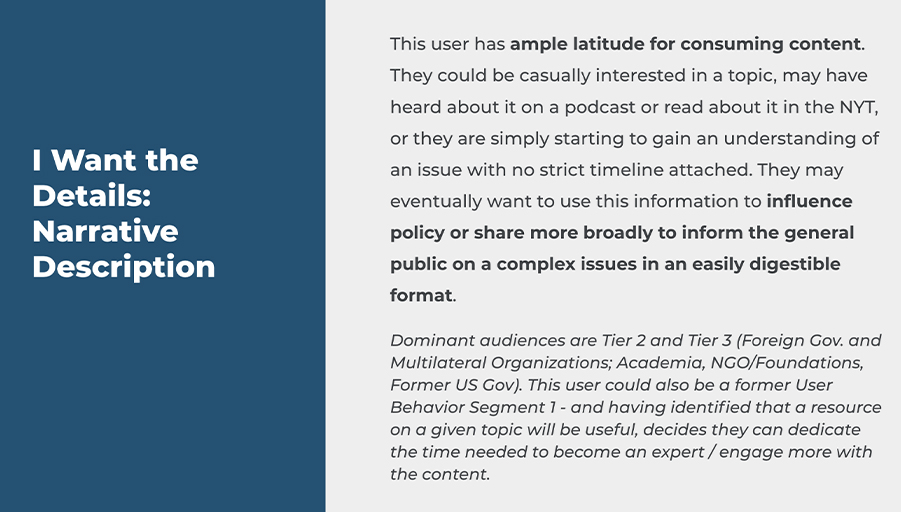 I Want the
Details:
Narrative
Description
This user has ample latitude for consuming content.
They could be casually interested in a topic, may have
heard about it on a podcast or read about it in the NYT,
or they are simply starting to gain an understanding of
an issue with no strict timeline attached. They may
eventually want to use this information to influence
policy or share more broadly to inform the general
public on a complex issues in an easily digestible
format.
Dominant audiences are Tier 2 and Tier 3 (Foreign Gov. and
Multilateral Organizations; Academia, NGO/Foundations,
Former US Gov). This user could also be a former User
Behavior Segment 1 - and having identified that a resource
on a given topic will be useful, decides they can dedicate
the time needed to become an expert / engage more with
the content.